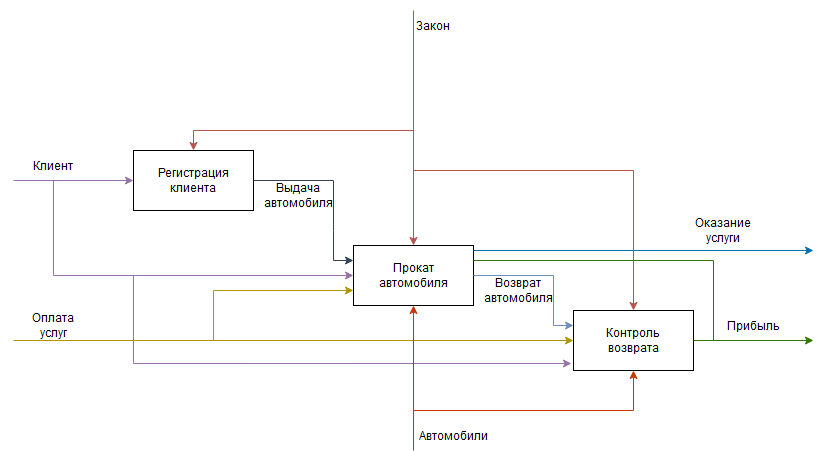 Закон
Клиент
Регистрация
клиента
Выдача
автомобиля
Оказание
услуги
Прокат
автомобиля
Возврат
автомобиля
Оплата
услуг
Контроль
возврата
Прибыль
Автомобили